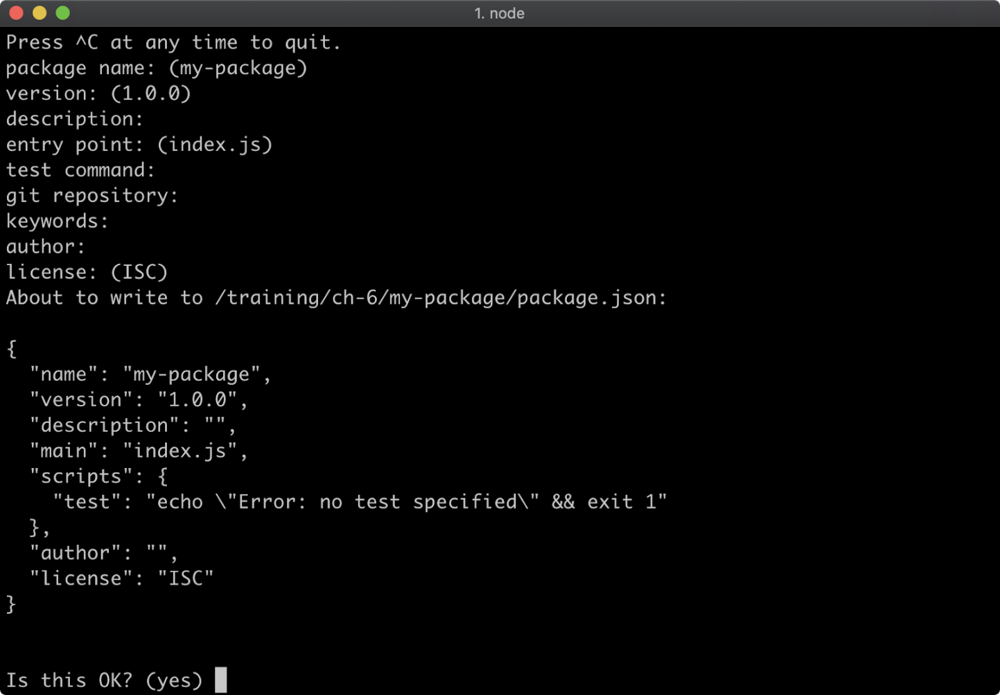 1. node
Press ^C at any time to quit.
package name: (my-package)
version: (1.0.0)
description:
entry point: (index.js)
test command:
git repository:
keywords:
author:
license: (ISC)
About to write to /training/ch-6/my-package/package.json:

{
  "name": "my-package",
  "version": "1.0.0",
  "description": "",
  "main": "index.js",
  "scripts": {
    "test": "echo \"Error: no test specified\" && exit 1"
  },
  "author": "",
  "license": "ISC"
}

Is this OK? (yes)